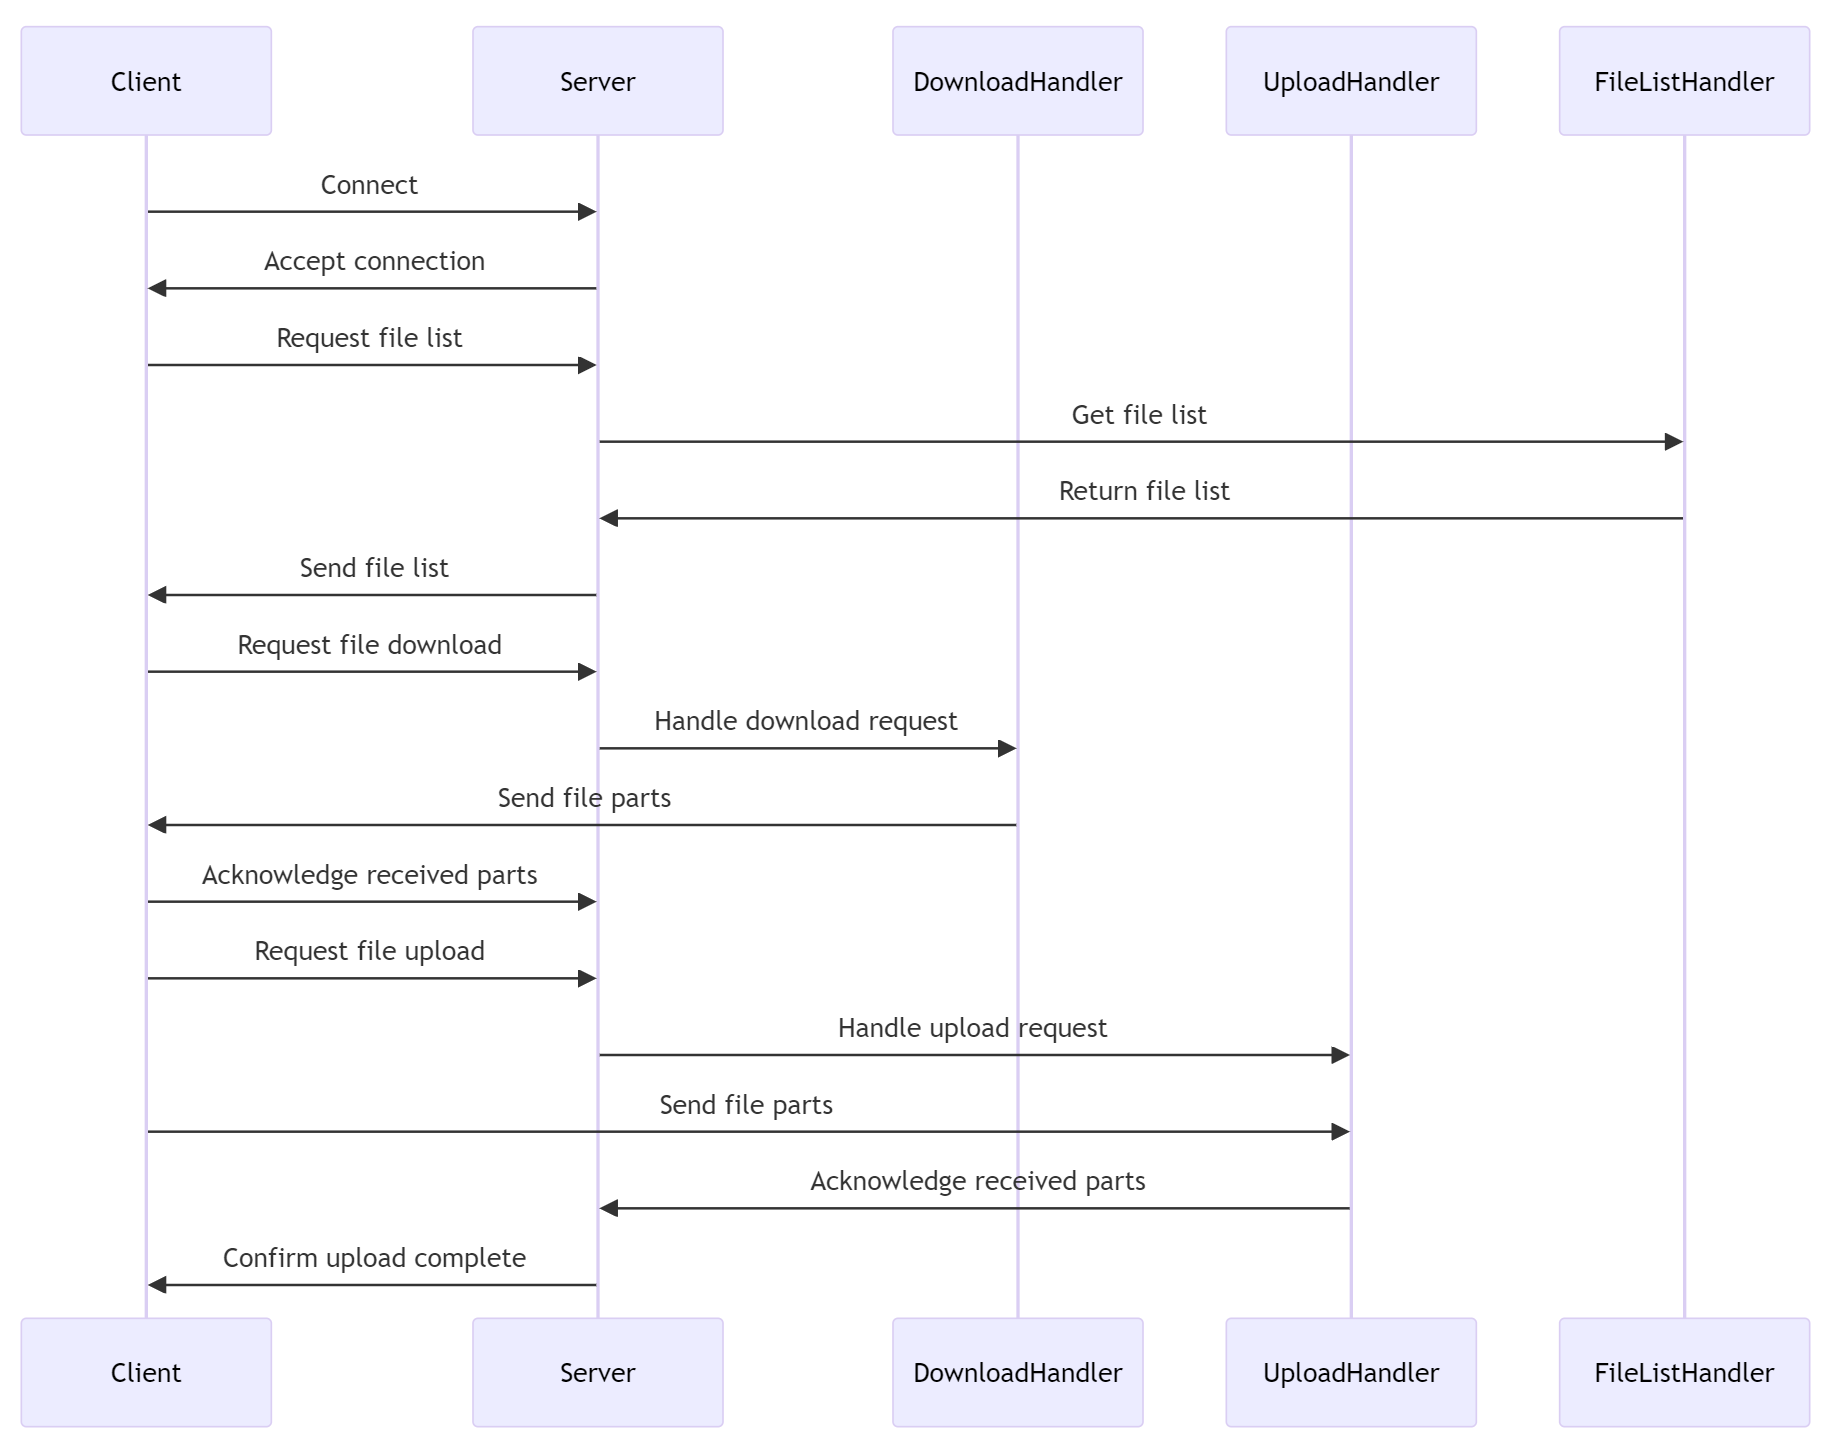 Client
Server
DownloadHandler
UploadHandler
FileListHandler
Connect
Accept connection
Request file list
Get file list
Return file list
Send file list
Request file download
Handle download request
Send file parts
Acknowledge received parts
Request file upload
Handle upload request
Send file parts
Acknowledge received parts
Confirm upload complete
Client
Server
DownloadHandler
UploadHandler
FileListHandler